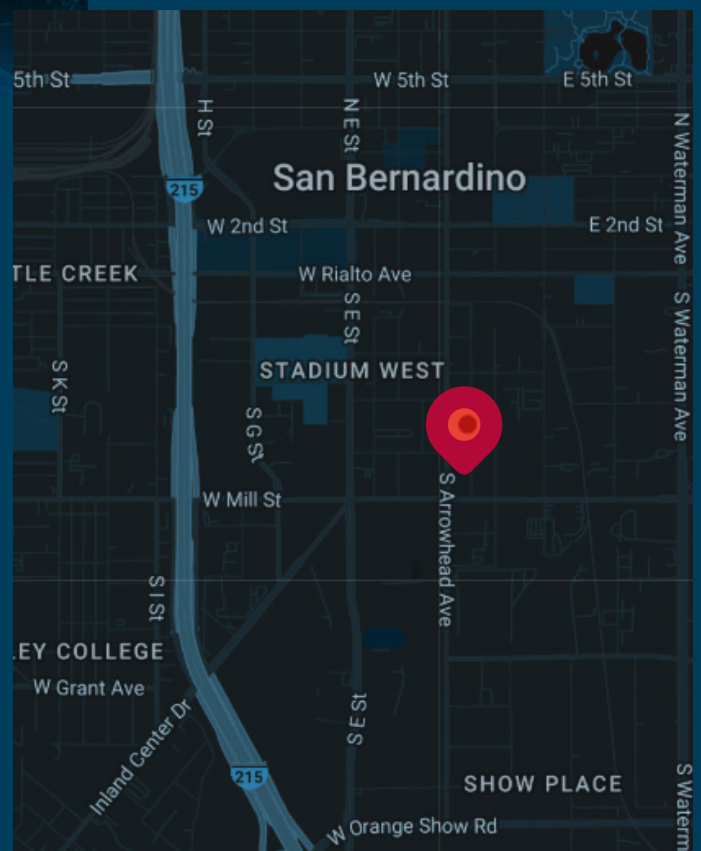 5th St
W 5th St
E 5th St
H St
N E St
N Waterman Ave
San Bernardino
215
W 2nd St
E 2nd St
TLE CREEK
W Rialto Ave
S E St
S Waterman Ave
STADIUM WEST
S K St
S G St
W Mill St
S Arrowhead Ave
S I St
LEY COLLEGE
W Grant Ave
S E St
Inland Center Dr
215
SHOW PLACE
S Waterm
W Orange Show Rd